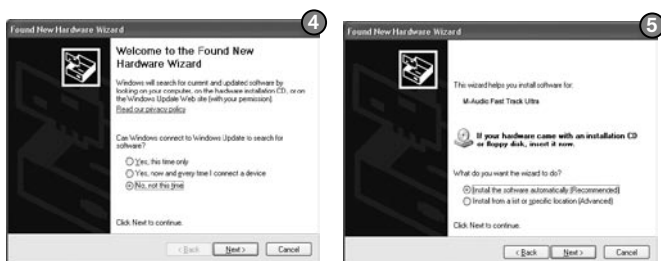 Found New Hardware Wizard
4
Welcome to the Found New
Hardware Wizard
Windows will search for current and updated software by
looking on your computer, on the hardware installation CD, or on
the Windows Update Web site (with your permission).
Read our privacy policy
Can Windows connect to Windows Update to search for
software?
Yes, this time only
Yes, now and every time I connect a device
No, not this time
Click Next to continue.
< Back
Next >
Cancel
Found New Hardware Wizard
5
This wizard helps you install software for:
M-Audio Fast Track Ultra
If your hardware came with an installation CD
or floppy disk, insert it now.
What do you want the wizard to do?
Install the software automatically (Recommended)
Install from a list or specific location (Advanced)
Click Next to continue.
< Back
Next >
Cancel